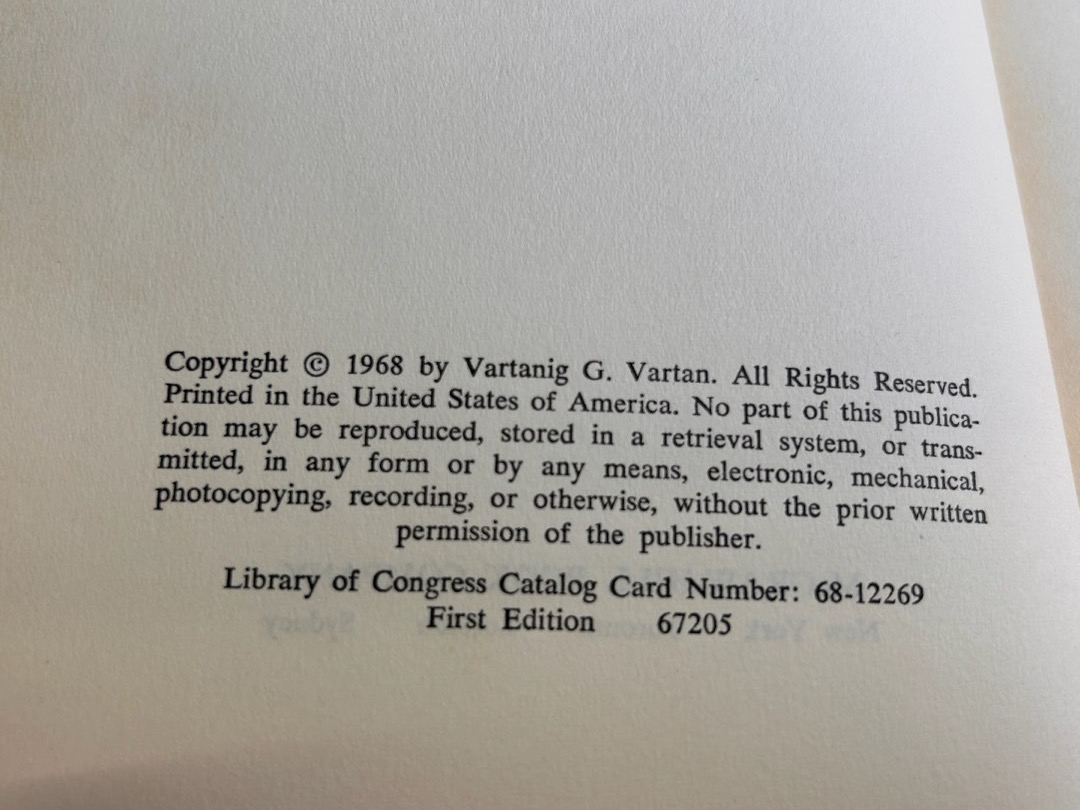 Copyright © 1968 by Vartanig G. Vartan. All Rights Reserved.
Printed in the United States of America. No part of this publica-
tion may be reproduced, stored in a retrieval system, or trans-
mitted, in any form or by any means, electronic, mechanical,
photocopying, recording, or otherwise, without the prior written
permission of the publisher.
Library of Congress Catalog Card Number: 68-12269
First Edition 67205